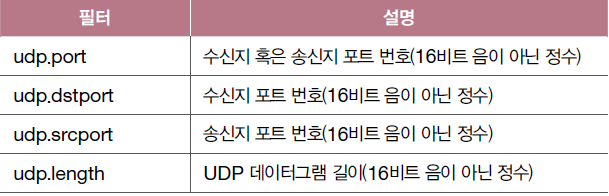 필터 설명
udp.port 수신지 혹은 송신지 포트 번호(16비트 음이 아닌 정수)
udp.dstport 수신지 포트 번호(16비트 음이 아닌 정수)
udp.srcport 송신지 포트 번호(16비트 음이 아닌 정수)
udp.length UDP 데이터그램 길이(16비트 음이 아닌 정수)